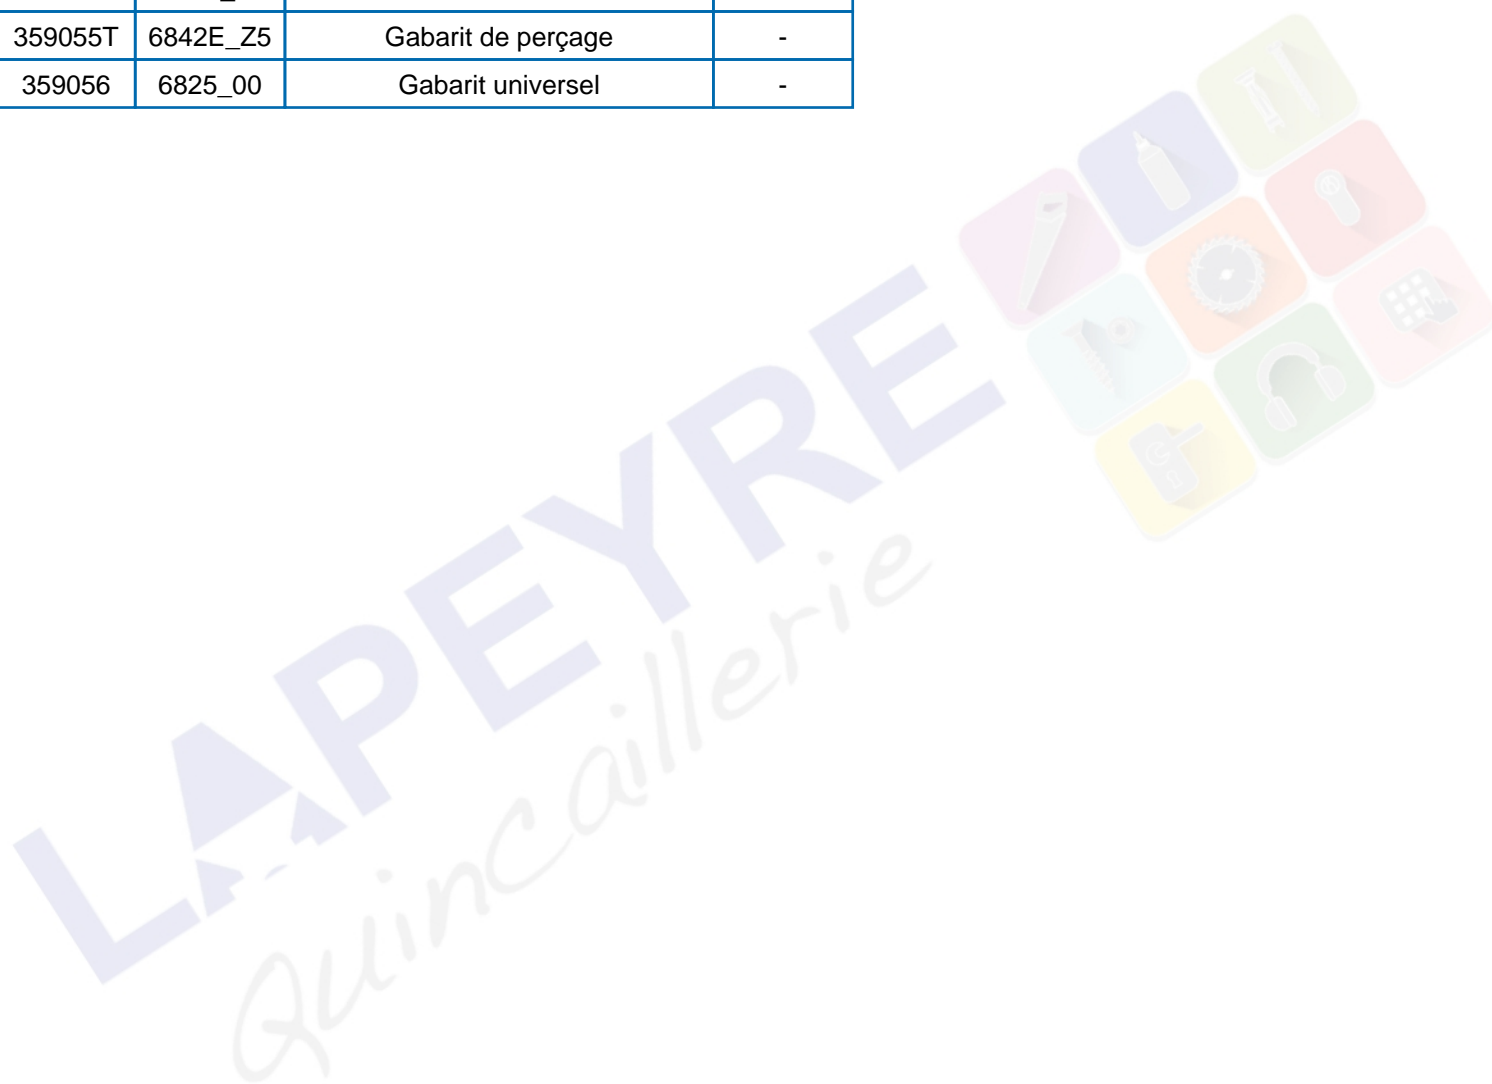 359055T 6842E_Z5 Gabarit de perçage -
359056 6825_00 Gabarit universel -
LAPEYRE
Quincaillerie